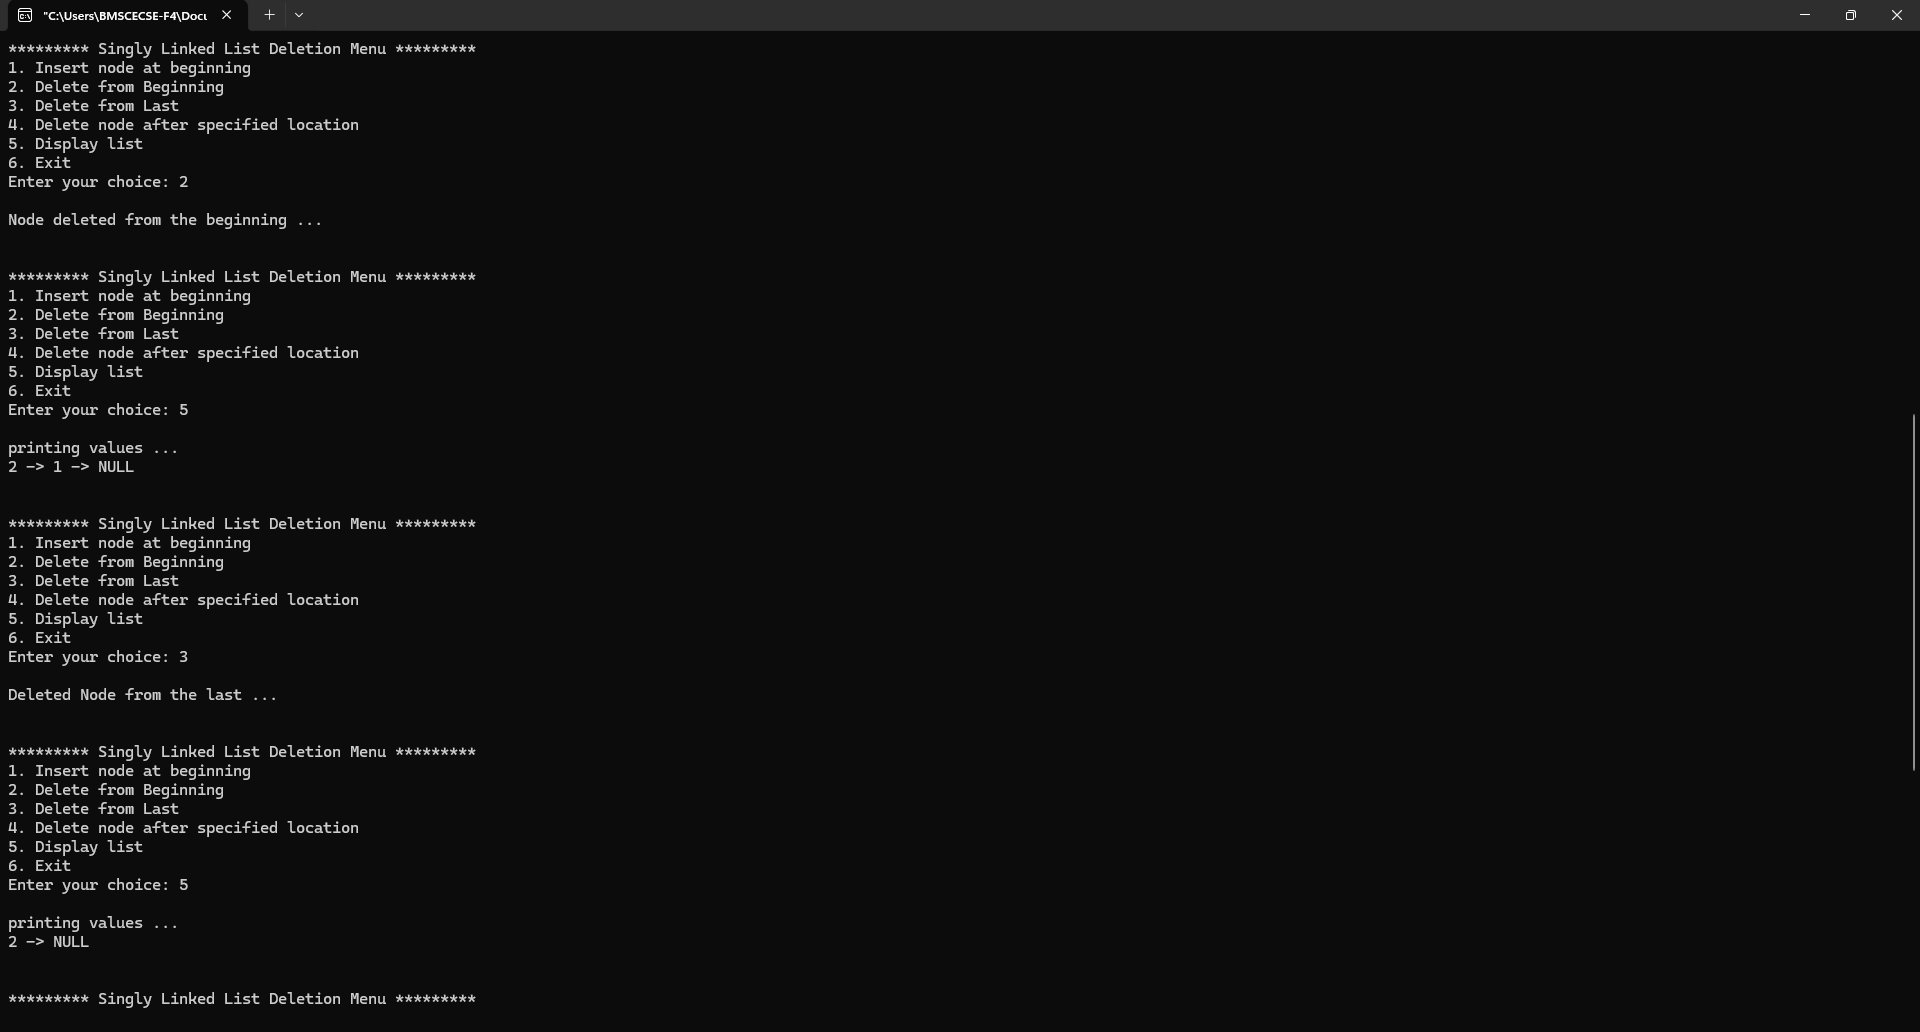 "C:\Users\BMSCECSE-F4\Docu
********* Singly Linked List Deletion Menu *********
1. Insert node at beginning
2. Delete from Beginning
3. Delete from Last
4. Delete node after specified location
5. Display list
6. Exit
Enter your choice: 2
Node deleted from the beginning ...
********* Singly Linked List Deletion Menu *********
1. Insert node at beginning
2. Delete from Beginning
3. Delete from Last
4. Delete node after specified location
5. Display list
6. Exit
Enter your choice: 5
printing values ...
2 -> 1 -> NULL
********* Singly Linked List Deletion Menu *********
1. Insert node at beginning
2. Delete from Beginning
3. Delete from Last
4. Delete node after specified location
5. Display list
6. Exit
Enter your choice: 3
Deleted Node from the last ...
********* Singly Linked List Deletion Menu *********
1. Insert node at beginning
2. Delete from Beginning
3. Delete from Last
4. Delete node after specified location
5. Display list
6. Exit
Enter your choice: 5
printing values ...
2 -> NULL
********* Singly Linked List Deletion Menu *********